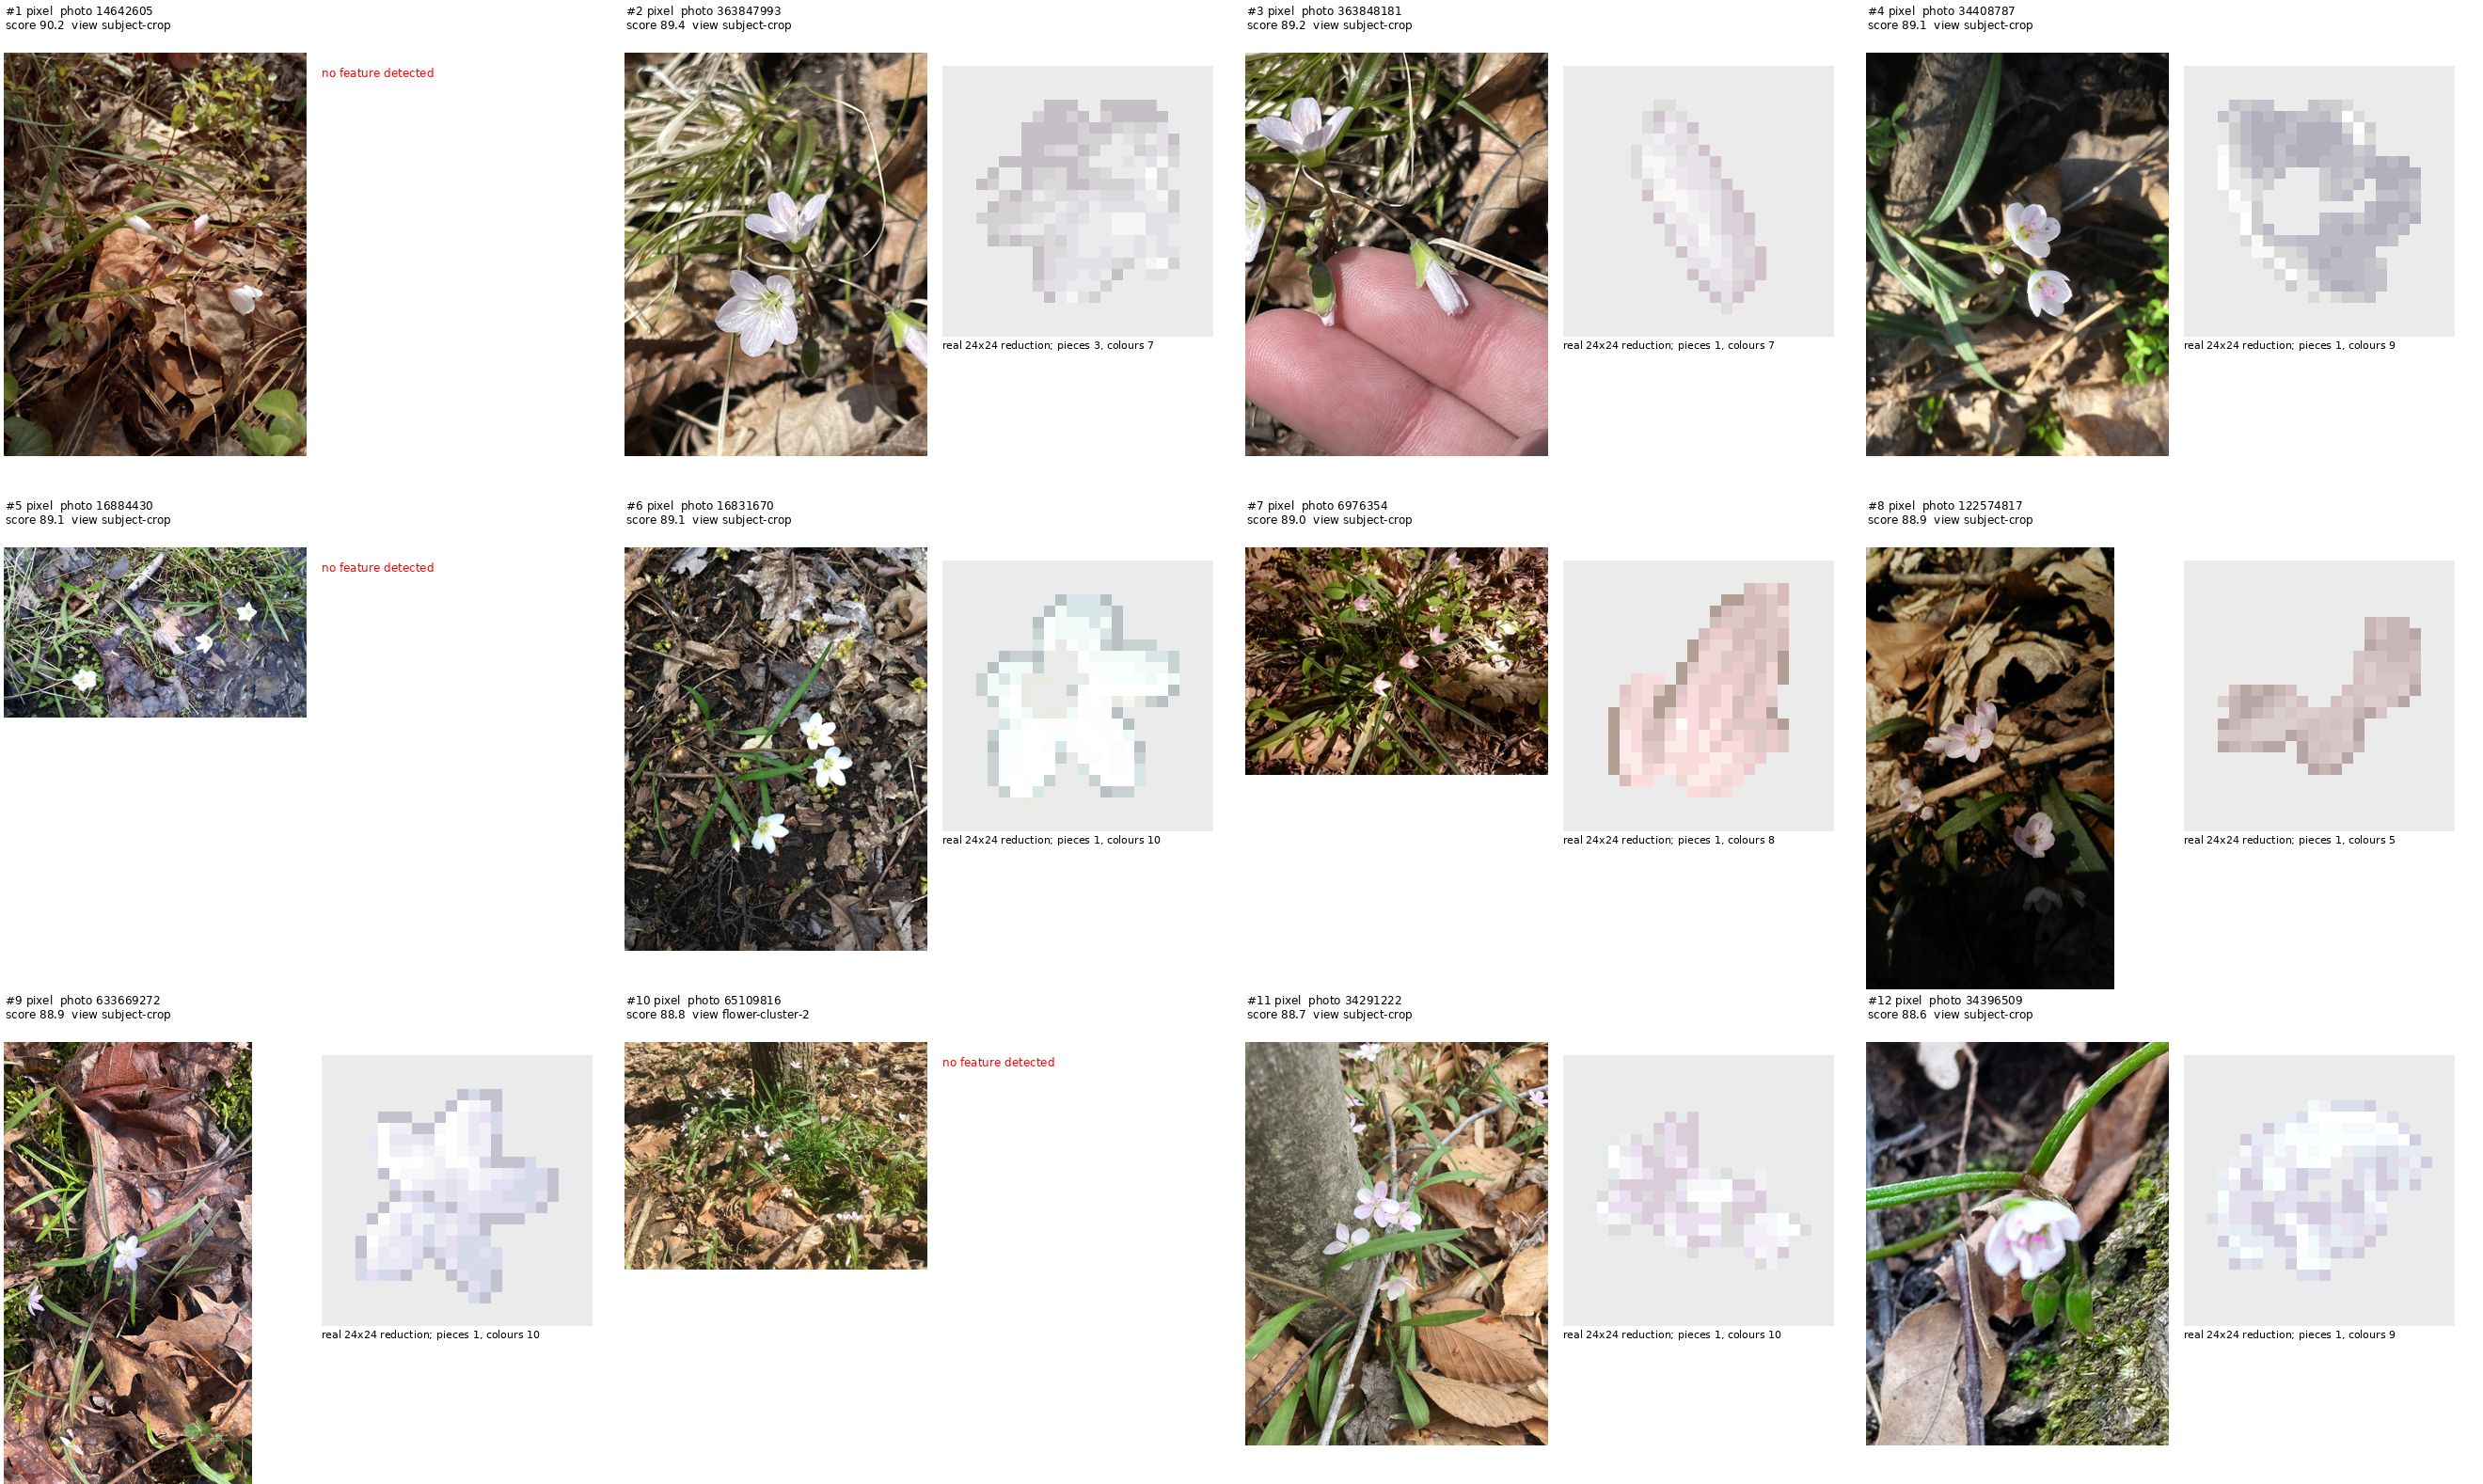 #1 pixel photo 14642605
score 90.2 view subject-crop
no feature detected
#2 pixel photo 363847993
score 89.4 view subject-crop
real 24x24 reduction; pieces 3, colours 7
#3 pixel photo 363848181
score 89.2 view subject-crop
real 24x24 reduction; pieces 1, colours 7
#4 pixel photo 34408787
score 89.1 view subject-crop
real 24x24 reduction; pieces 1, colours 9
#5 pixel photo 16884430
score 89.1 view subject-crop
no feature detected
#6 pixel photo 16831670
score 89.1 view subject-crop
real 24x24 reduction; pieces 1, colours 10
#7 pixel photo 6976354
score 89.0 view subject-crop
real 24x24 reduction; pieces 1, colours 8
#8 pixel photo 122574817
score 88.9 view subject-crop
real 24x24 reduction; pieces 1, colours 5
#9 pixel photo 633669272
score 88.9 view subject-crop
real 24x24 reduction; pieces 1, colours 10
#10 pixel photo 65109816
score 88.8 view flower-cluster-2
no feature detected
#11 pixel photo 34291222
score 88.7 view subject-crop
real 24x24 reduction; pieces 1, colours 10
#12 pixel photo 34396509
score 88.6 view subject-crop
real 24x24 reduction; pieces 1, colours 9